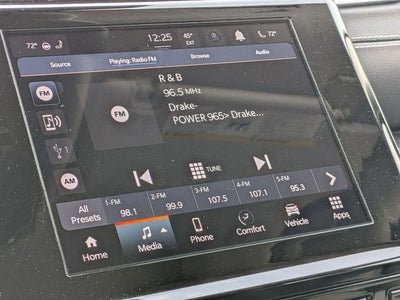 72° 12:25 45° EXT 72°
Source Playing: Radio FM Browse Audio
FM
R & B
96.5 MHz
Drake-
POWER 965> Drake...
FM
1
AM
TUNE
All Presets
1-FM 98.1
2-FM 99.9
3-FM 107.5
4-FM 107.1
5-FM 95.3
Home Media Phone Comfort Vehicle Apps